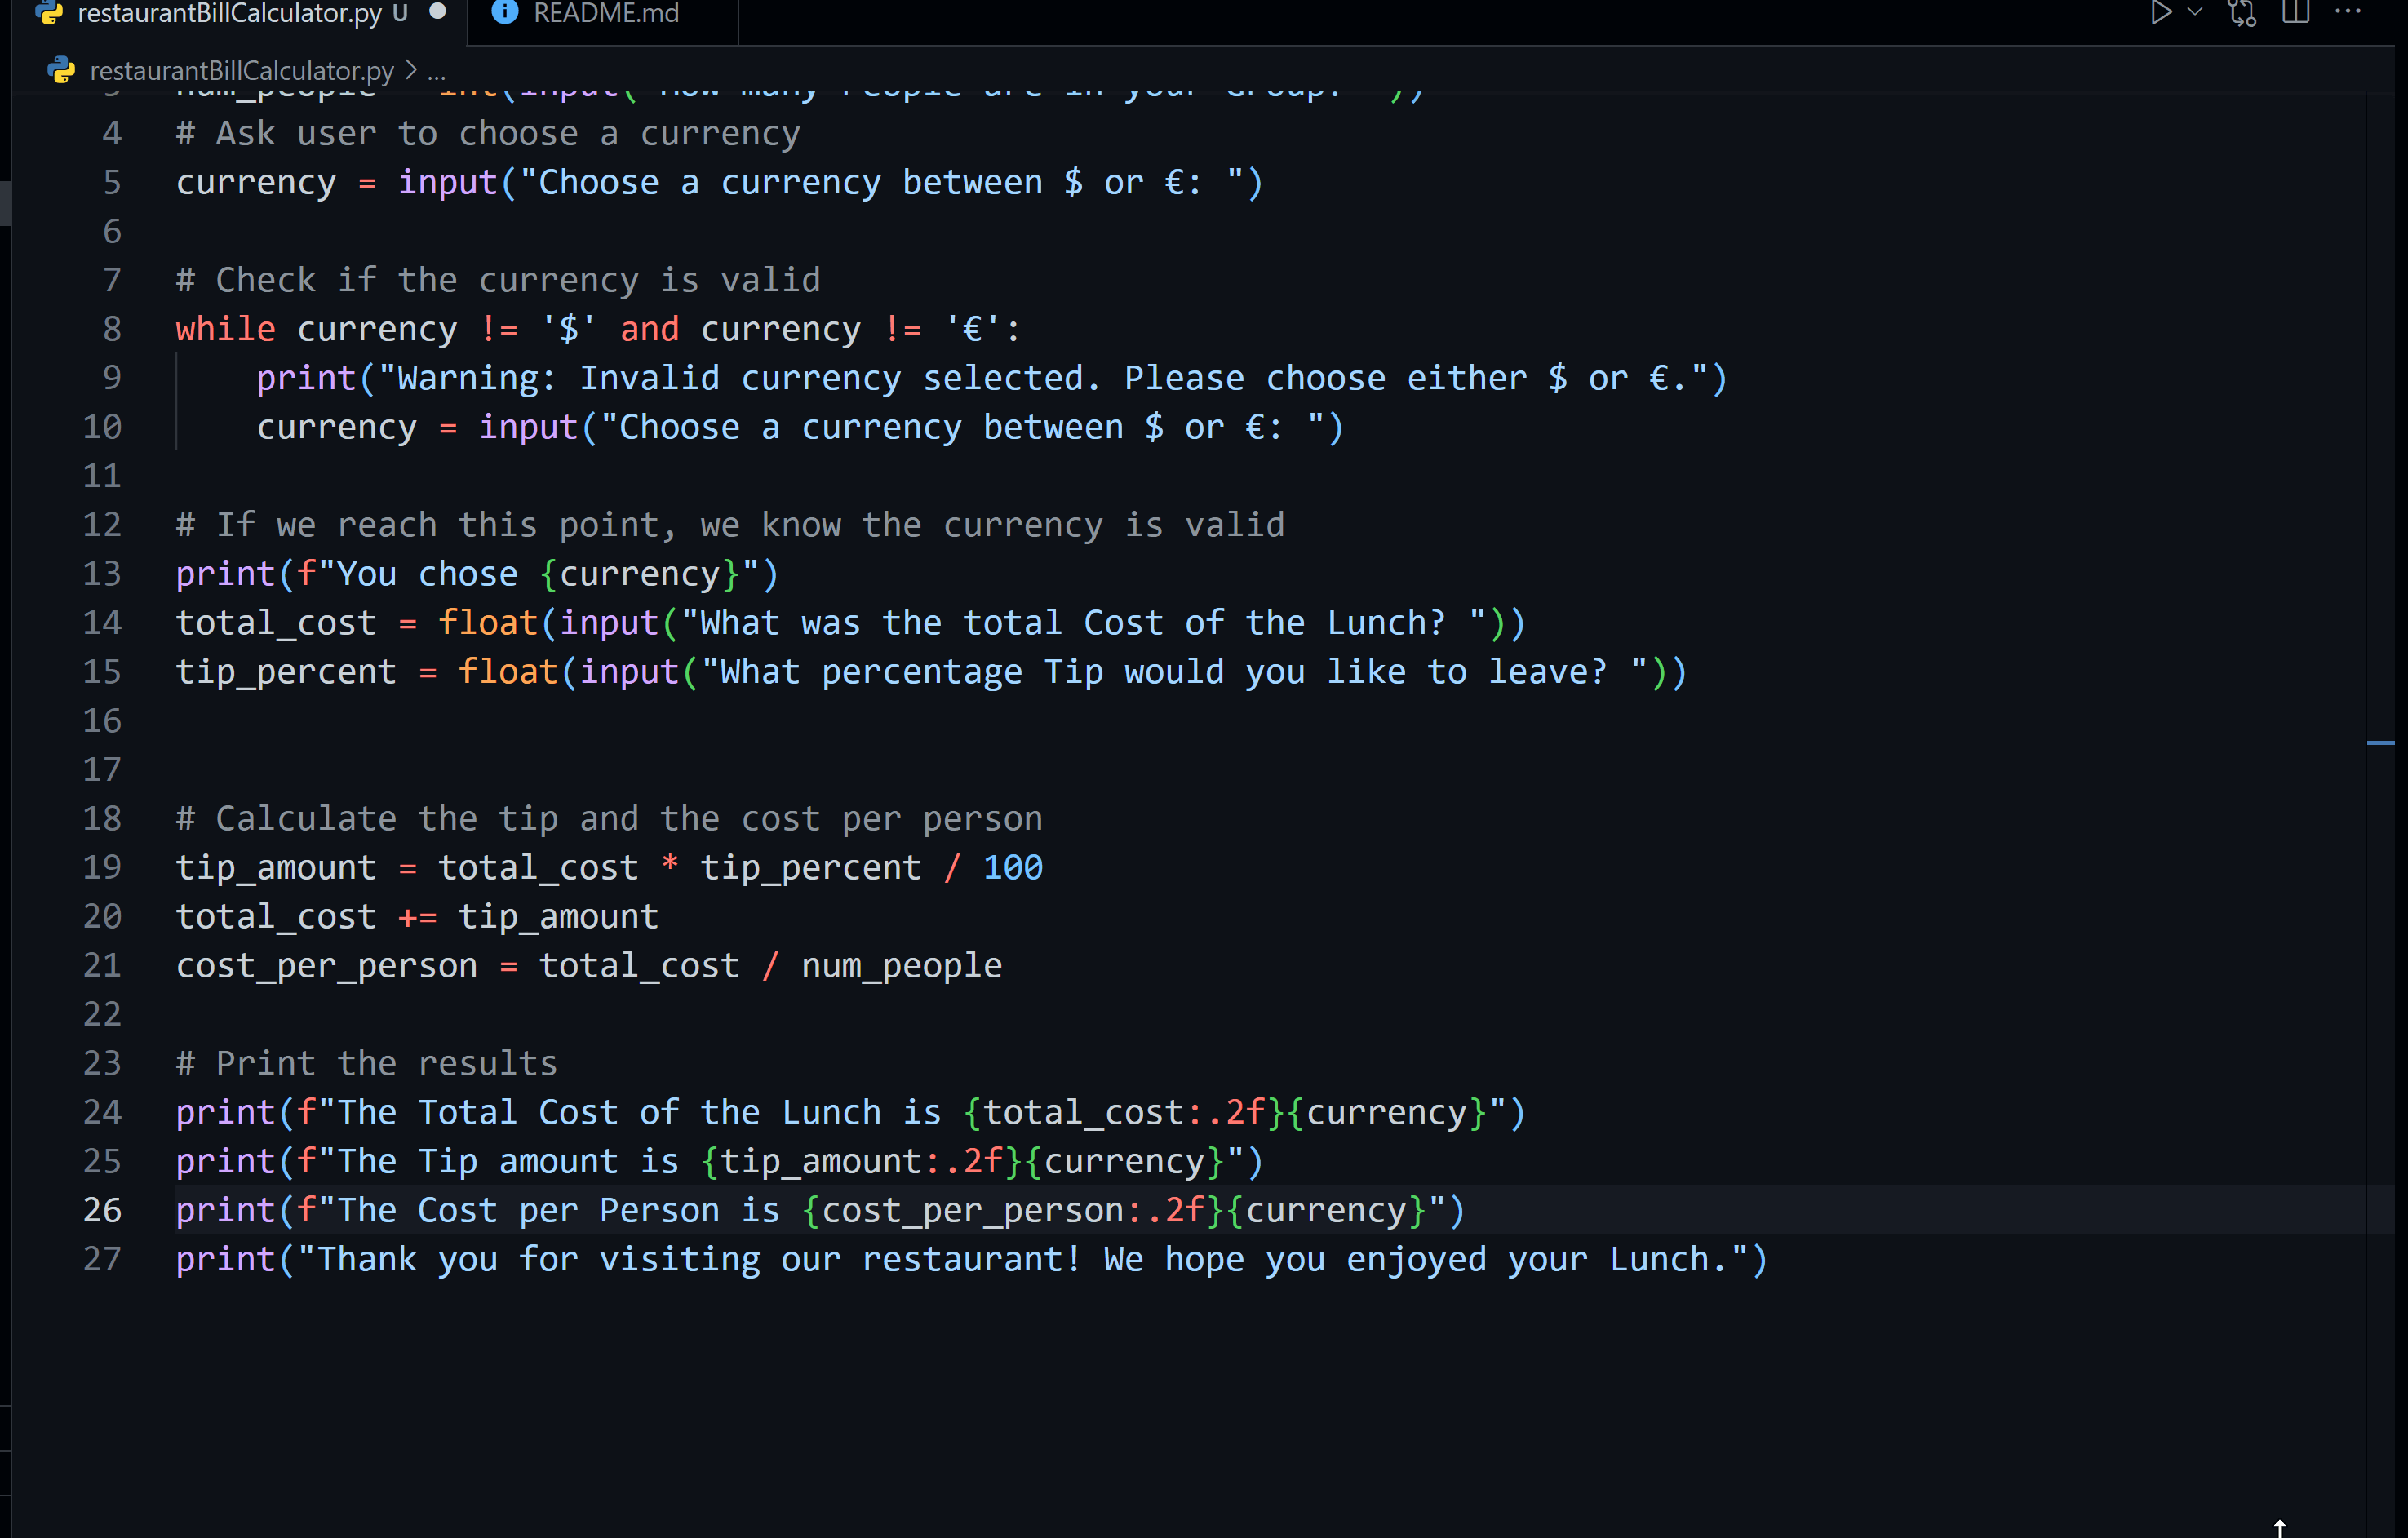 restaurantBillCalculator.py U
README.md
restaurantBillCalculator.py > ...
3 num_people = int(input("How many People are in your Group? "))
4 # Ask user to choose a currency
5 currency = input("Choose a currency between $ or €: ")
6
7 # Check if the currency is valid
8 while currency != '$' and currency != '€':
9     print("Warning: Invalid currency selected. Please choose either $ or €.")
10     currency = input("Choose a currency between $ or €: ")
11
12 # If we reach this point, we know the currency is valid
13 print(f"You chose {currency}")
14 total_cost = float(input("What was the total Cost of the Lunch? "))
15 tip_percent = float(input("What percentage Tip would you like to leave? "))
16
17
18 # Calculate the tip and the cost per person
19 tip_amount = total_cost * tip_percent / 100
20 total_cost += tip_amount
21 cost_per_person = total_cost / num_people
22
23 # Print the results
24 print(f"The Total Cost of the Lunch is {total_cost:.2f}{currency}")
25 print(f"The Tip amount is {tip_amount:.2f}{currency}")
26 print(f"The Cost per Person is {cost_per_person:.2f}{currency}")
27 print("Thank you for visiting our restaurant! We hope you enjoyed your Lunch.")